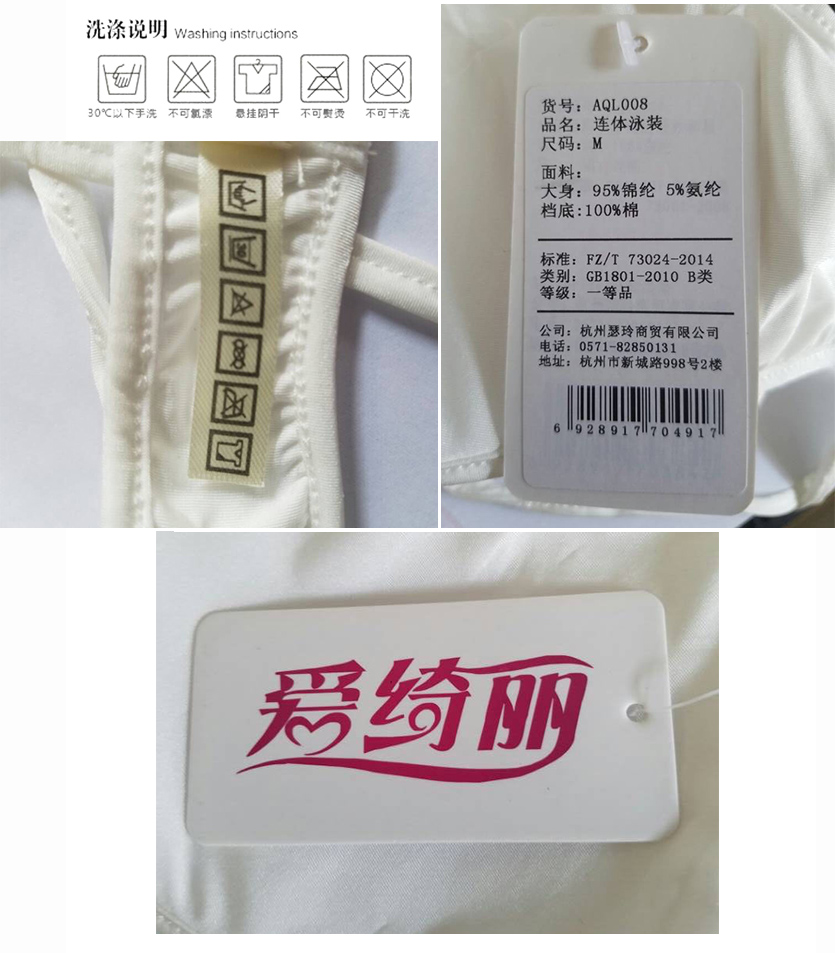 洗涤说明 Washing instructions
30℃以下手洗 不可氯漂 悬挂阴干 不可熨烫 不可干洗
30
货号: AQL008
品名: 连体泳装
尺码: M
面料:
大身: 95%锦纶 5%氨纶
档底:100%棉
标准: FZ/T 73024-2014
类别: GB1801-2010 B类
等级: 一等品
公司: 杭州瑟玲商贸有限公司
电话: 0571-82850131
地址: 杭州市新城路998号2楼
6 928917 704917
爱绮丽